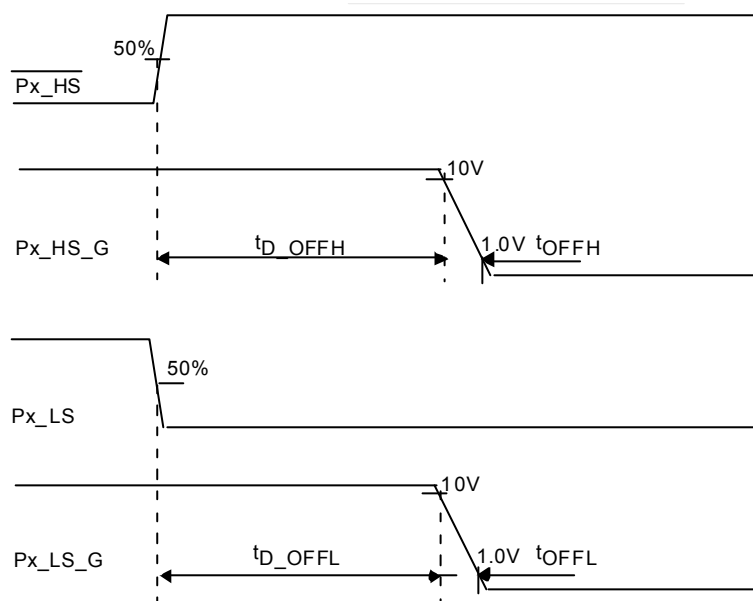 50%
Px_HS
10V
Px_HS_G
tD_OFFH
1.0V
tOFFH
50%
Px_LS
10V
Px_LS_G
tD_OFFL
1.0V
tOFFL